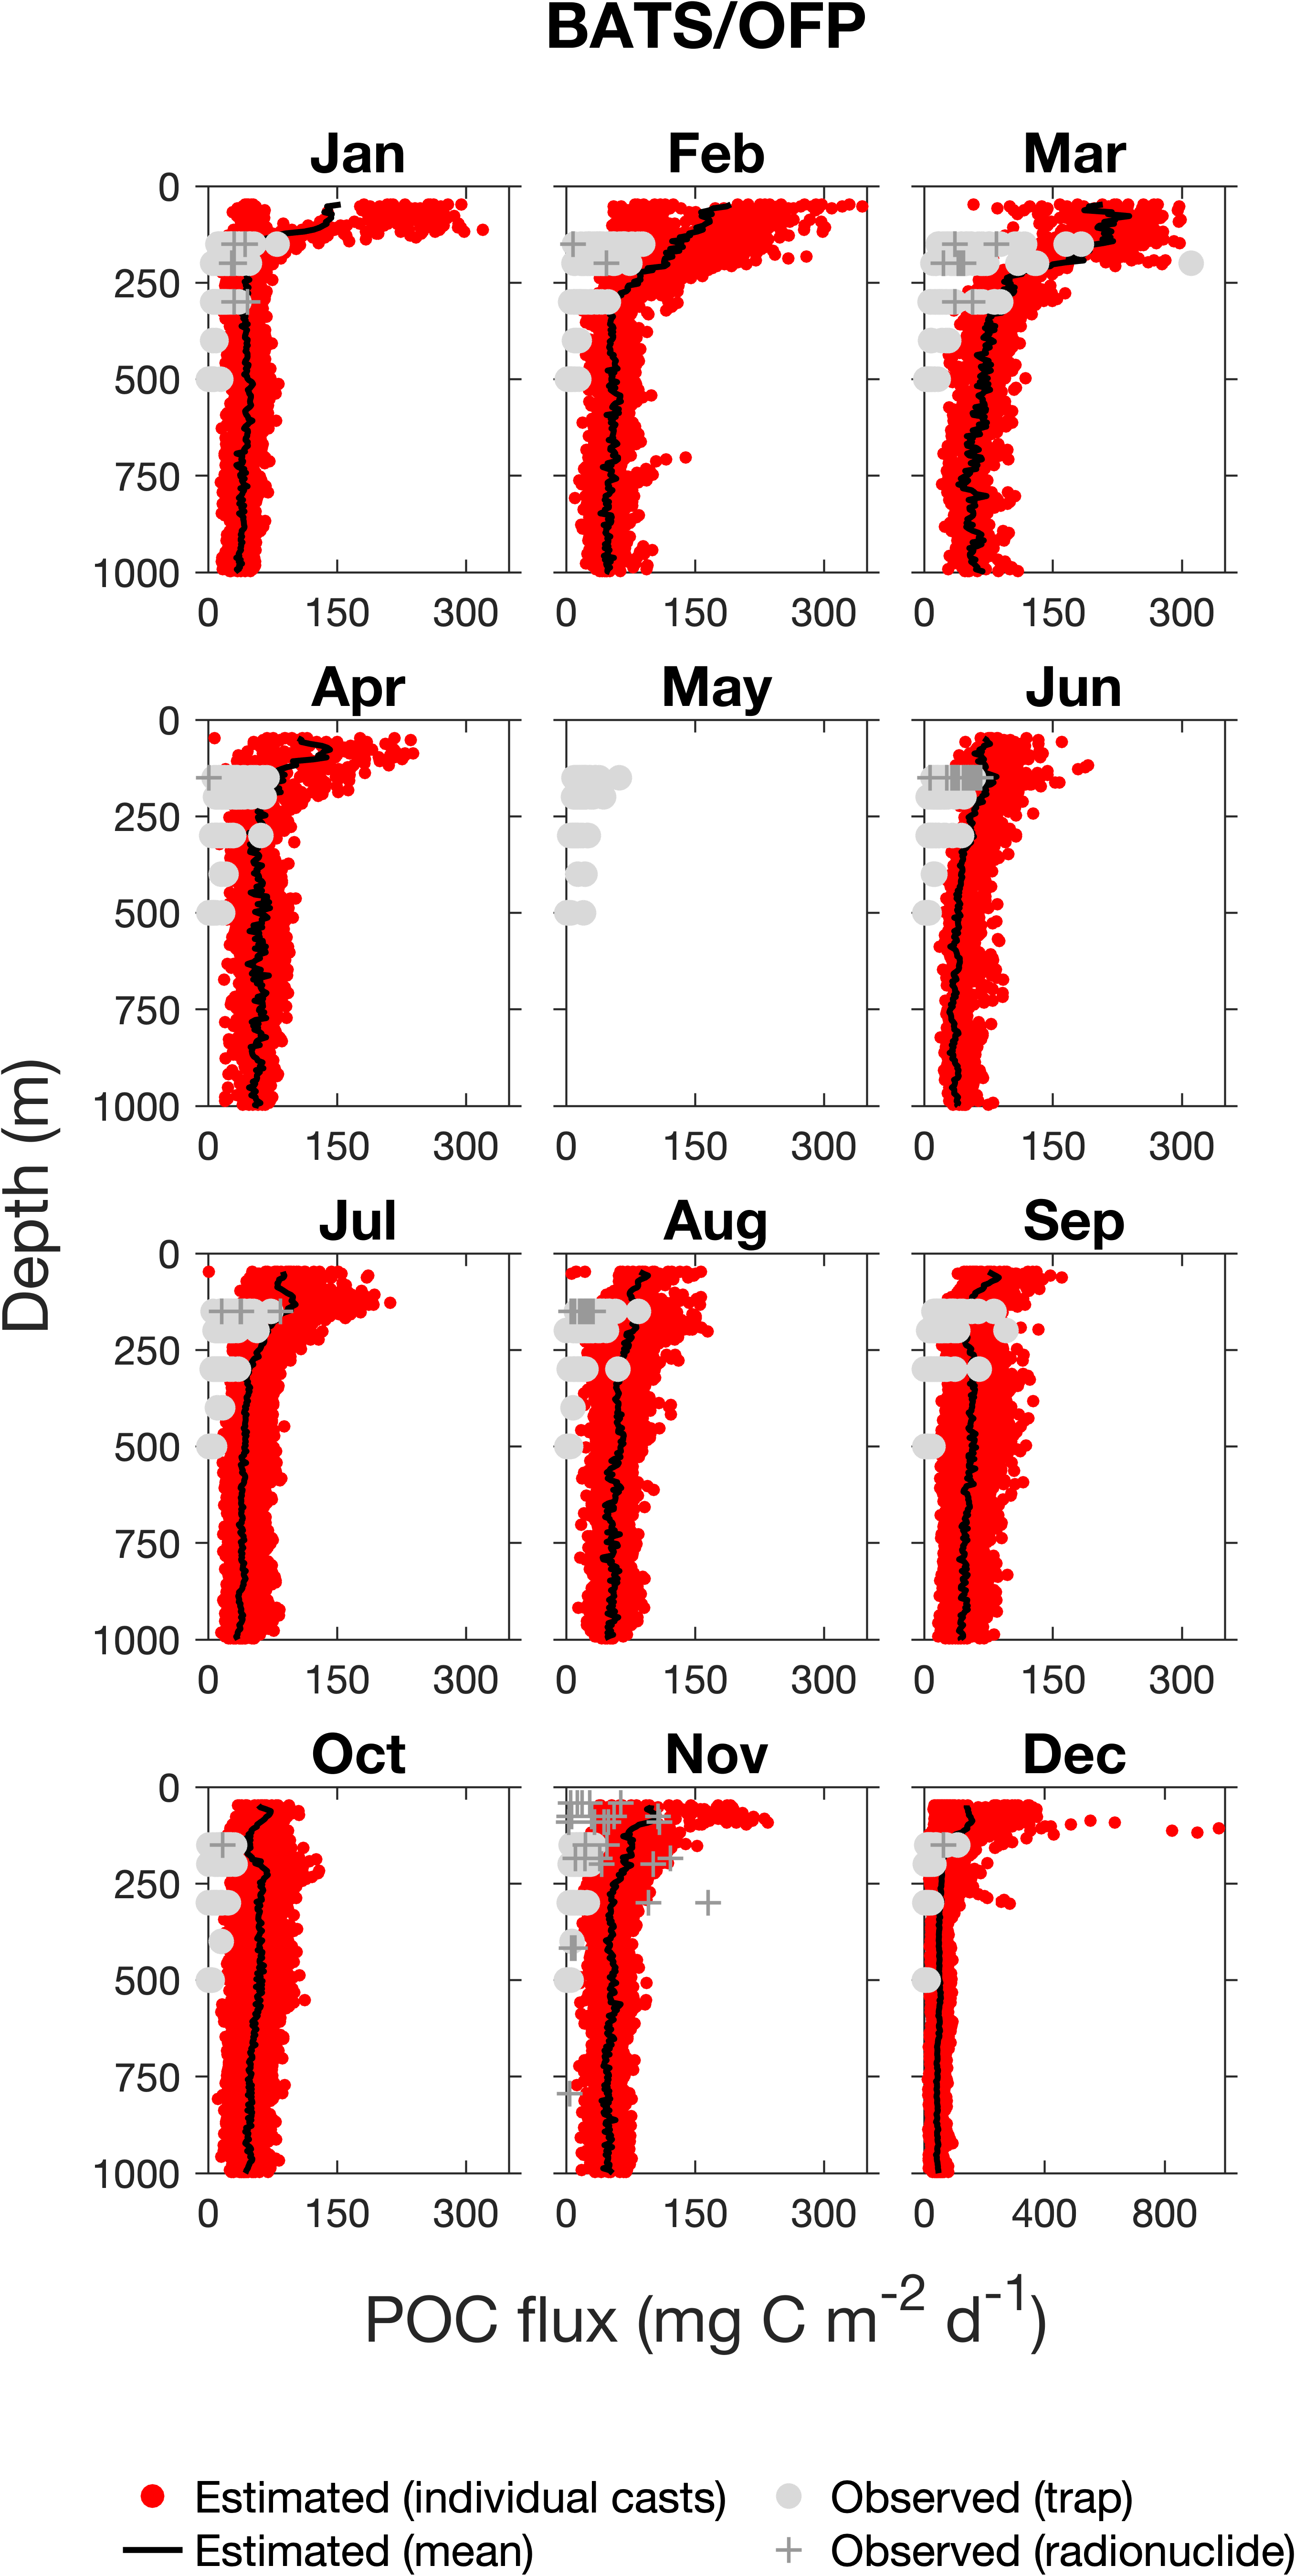 BATS/OFP
Jan Feb Mar
0
250
500
750
1000
0 150 300 0 150 300 0 150 300
Apr May Jun
0
250
500
750
1000
0 150 300 0 150 300 0 150 300
Depth (m)
Jul Aug Sep
0
250
500
750
1000
0 150 300 0 150 300 0 150 300
Oct Nov Dec
0
250
500
750
1000
0 150 300 0 150 300 0 400 800
POC flux (mg C m⁻² d⁻¹)
Estimated (individual casts) Observed (trap)
Estimated (mean) Observed (radionuclide)